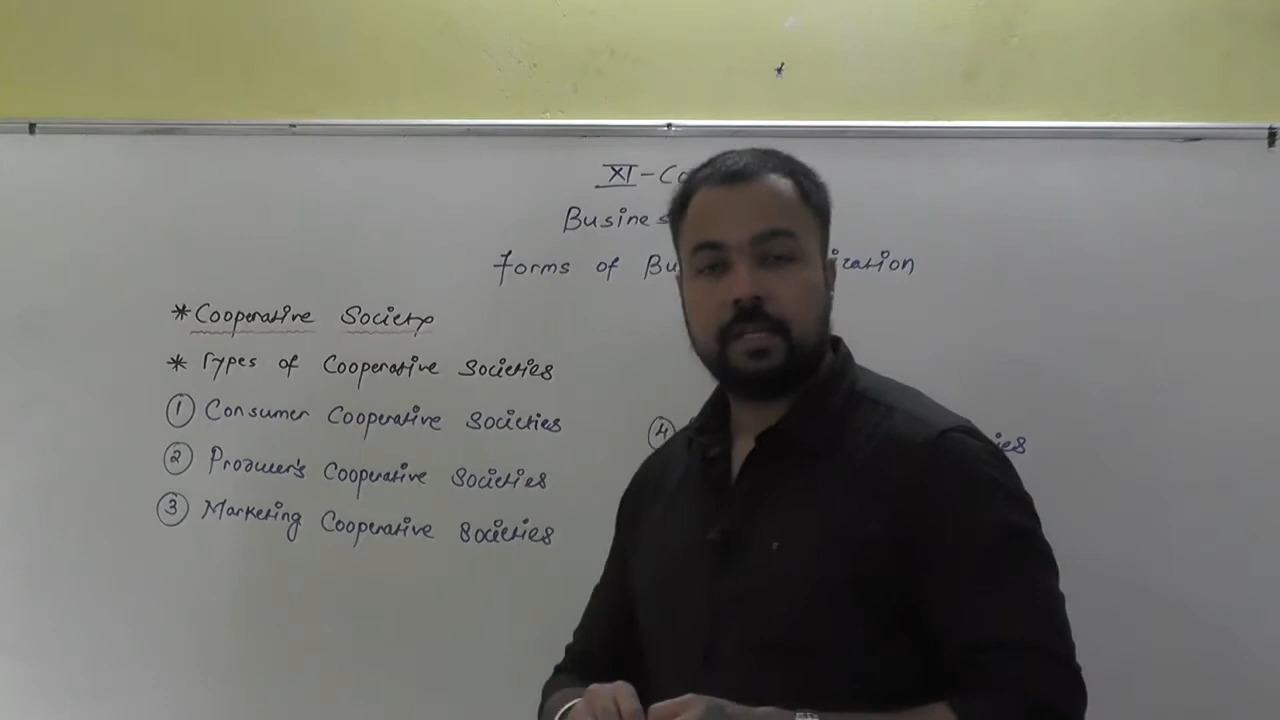 XI-Co
Busines
Forms of Bu ization
*Cooperative Society
* Types of Cooperative Societies
① Consumer Cooperative Societies
② Producer's Cooperative Societies
③ Marketing Cooperative Societies
④ ies